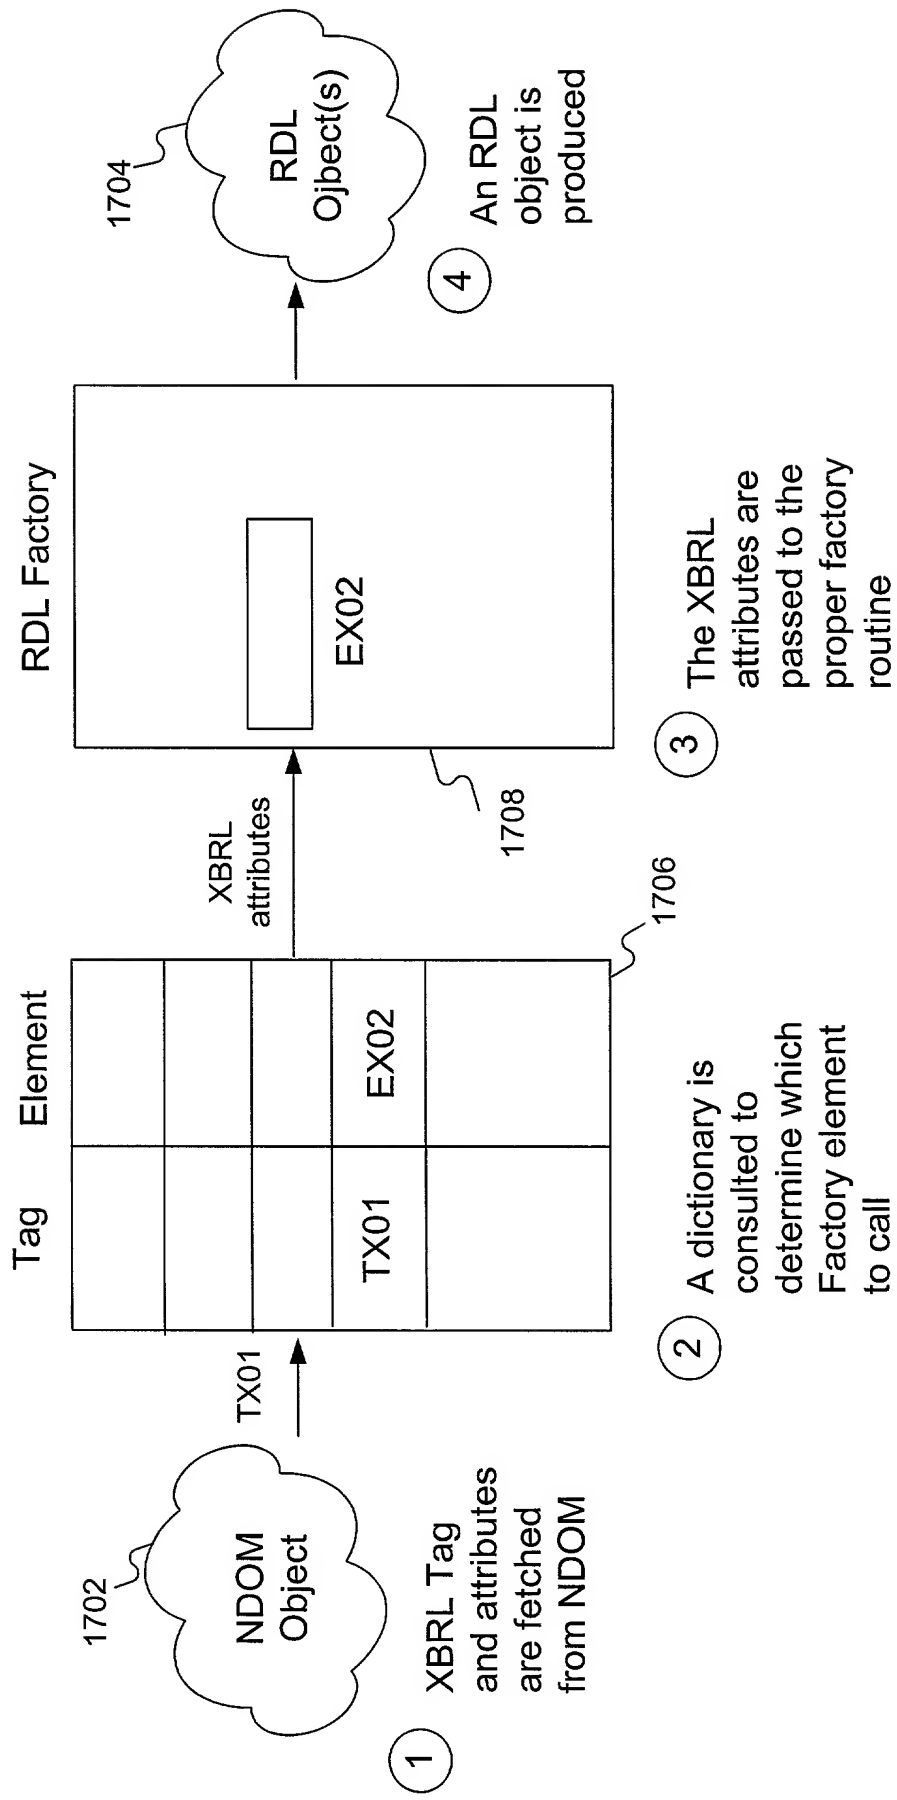 Tag
Element
RDL Factory
1702
1704
NDOM
Object
TX01
TX01
EX02
XBRL
attributes
EX02
RDL
Ojbect(s)
1706
1708
1
XBRL Tag
and attributes
are fetched
from NDOM
2
A dictionary is
consulted to
determine which
Factory element
to call
3
The XBRL
attributes are
passed to the
proper factory
routine
4
An RDL
object is
produced